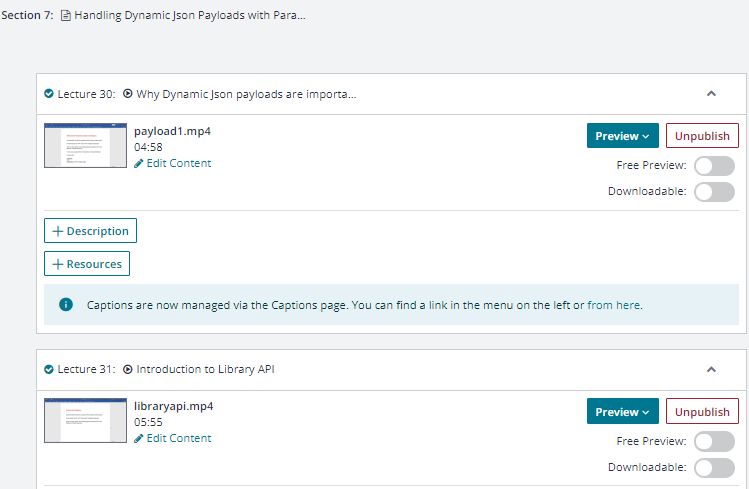 Section 7: Handling Dynamic Json Payloads with Para...
Lecture 30: Why Dynamic Json payloads are importa...
payload1.mp4
04:58
Edit Content
Preview
Unpublish
Free Preview:
Downloadable:
+ Description
+ Resources
Captions are now managed via the Captions page. You can find a link in the menu on the left or from here.
Lecture 31: Introduction to Library API
libraryapi.mp4
05:55
Edit Content
Preview
Unpublish
Free Preview:
Downloadable: